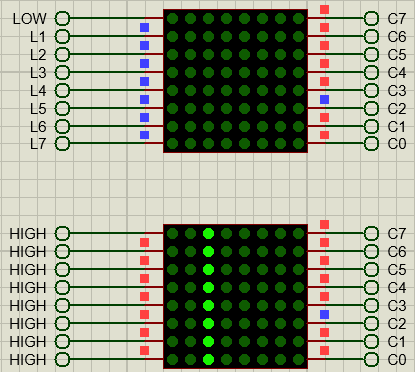 LOW C7
L1 C6
L2 C5
L3 C4
L4 C3
L5 C2
L6 C1
L7 C0
HIGH C7
HIGH C6
HIGH C5
HIGH C4
HIGH C3
HIGH C2
HIGH C1
HIGH C0